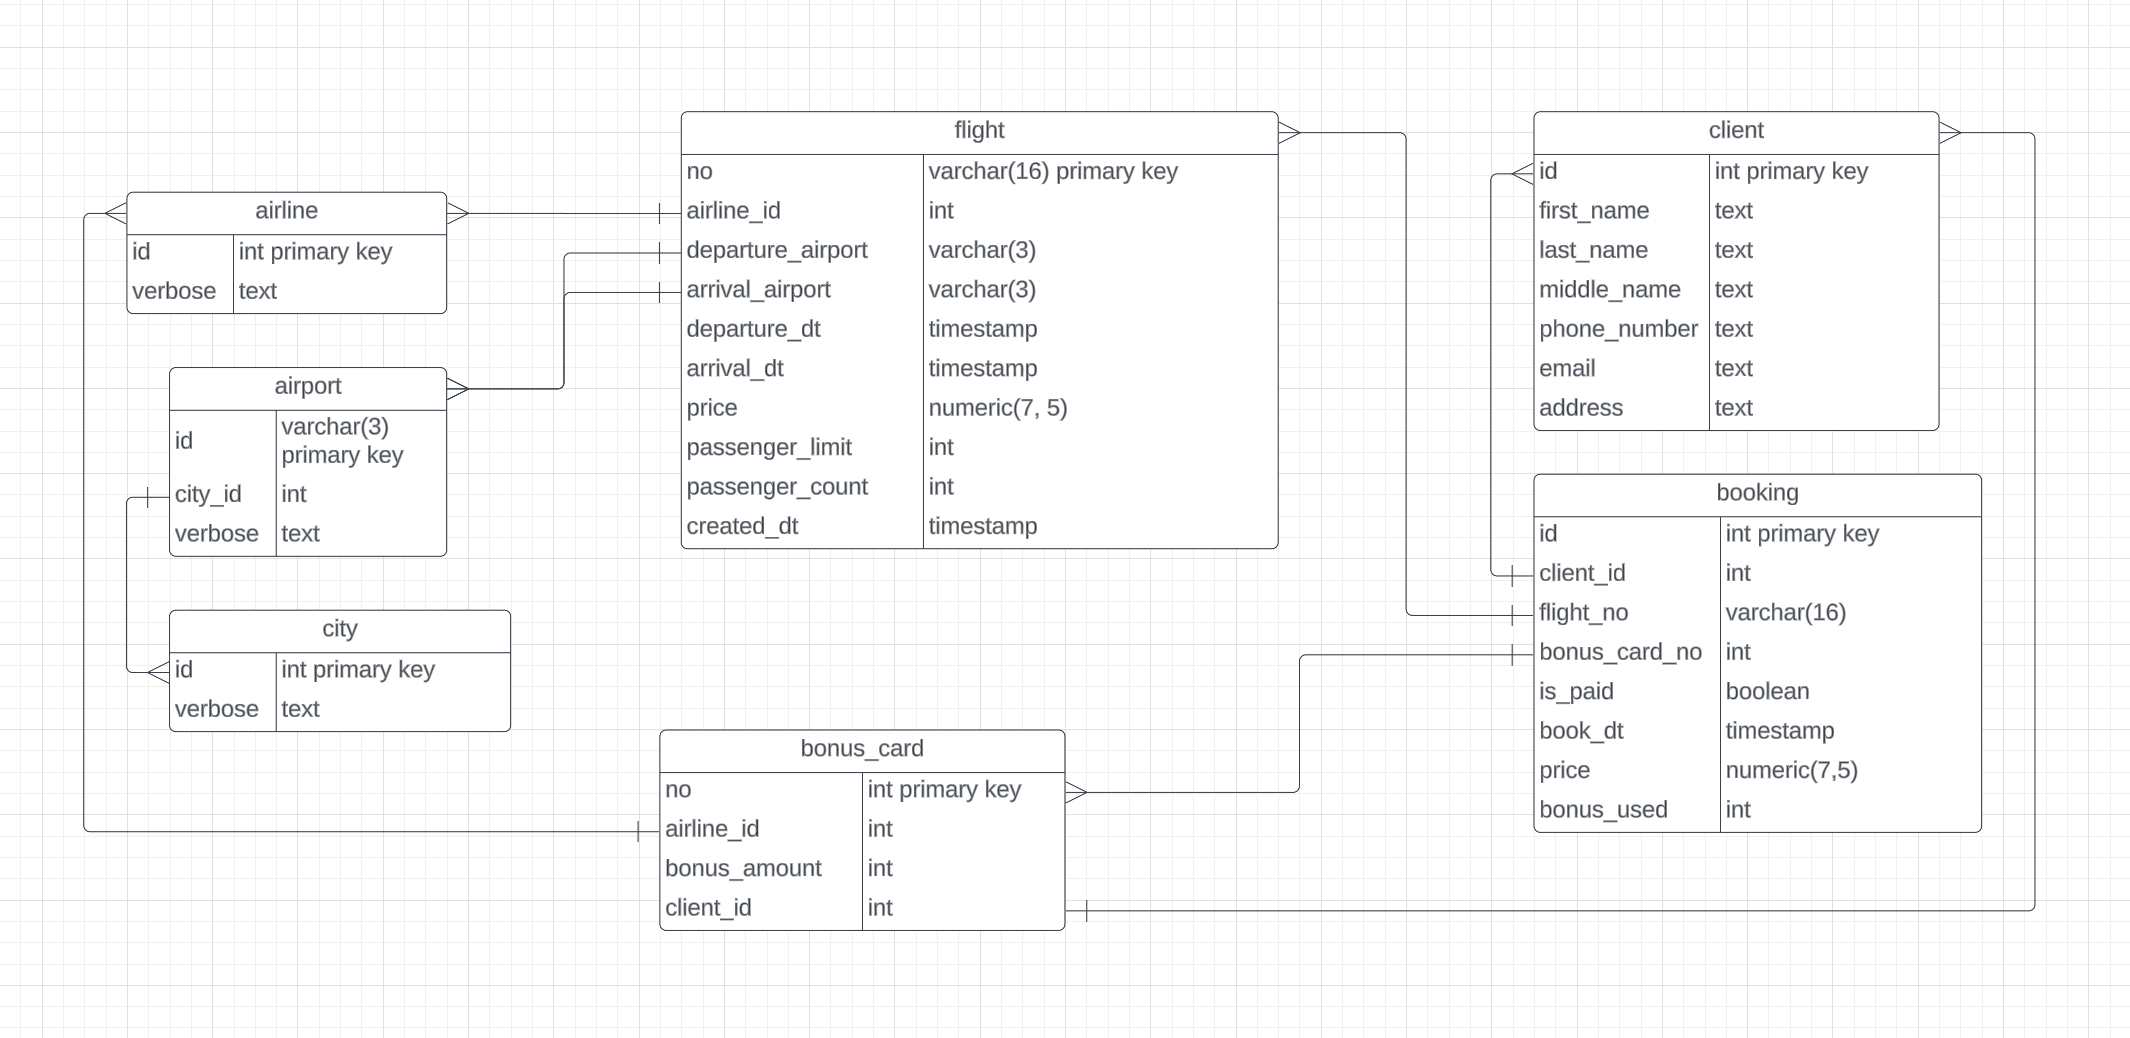 flight
no varchar(16) primary key
airline_id int
departure_airport varchar(3)
arrival_airport varchar(3)
departure_dt timestamp
arrival_dt timestamp
price numeric(7, 5)
passenger_limit int
passenger_count int
created_dt timestamp
client
id int primary key
first_name text
last_name text
middle_name text
phone_number text
email text
address text
airline
id int primary key
verbose text
airport
id varchar(3)
primary key
city_id int
verbose text
booking
id int primary key
client_id int
flight_no varchar(16)
bonus_card_no int
is_paid boolean
book_dt timestamp
price numeric(7,5)
bonus_used int
city
id int primary key
verbose text
bonus_card
no int primary key
airline_id int
bonus_amount int
client_id int